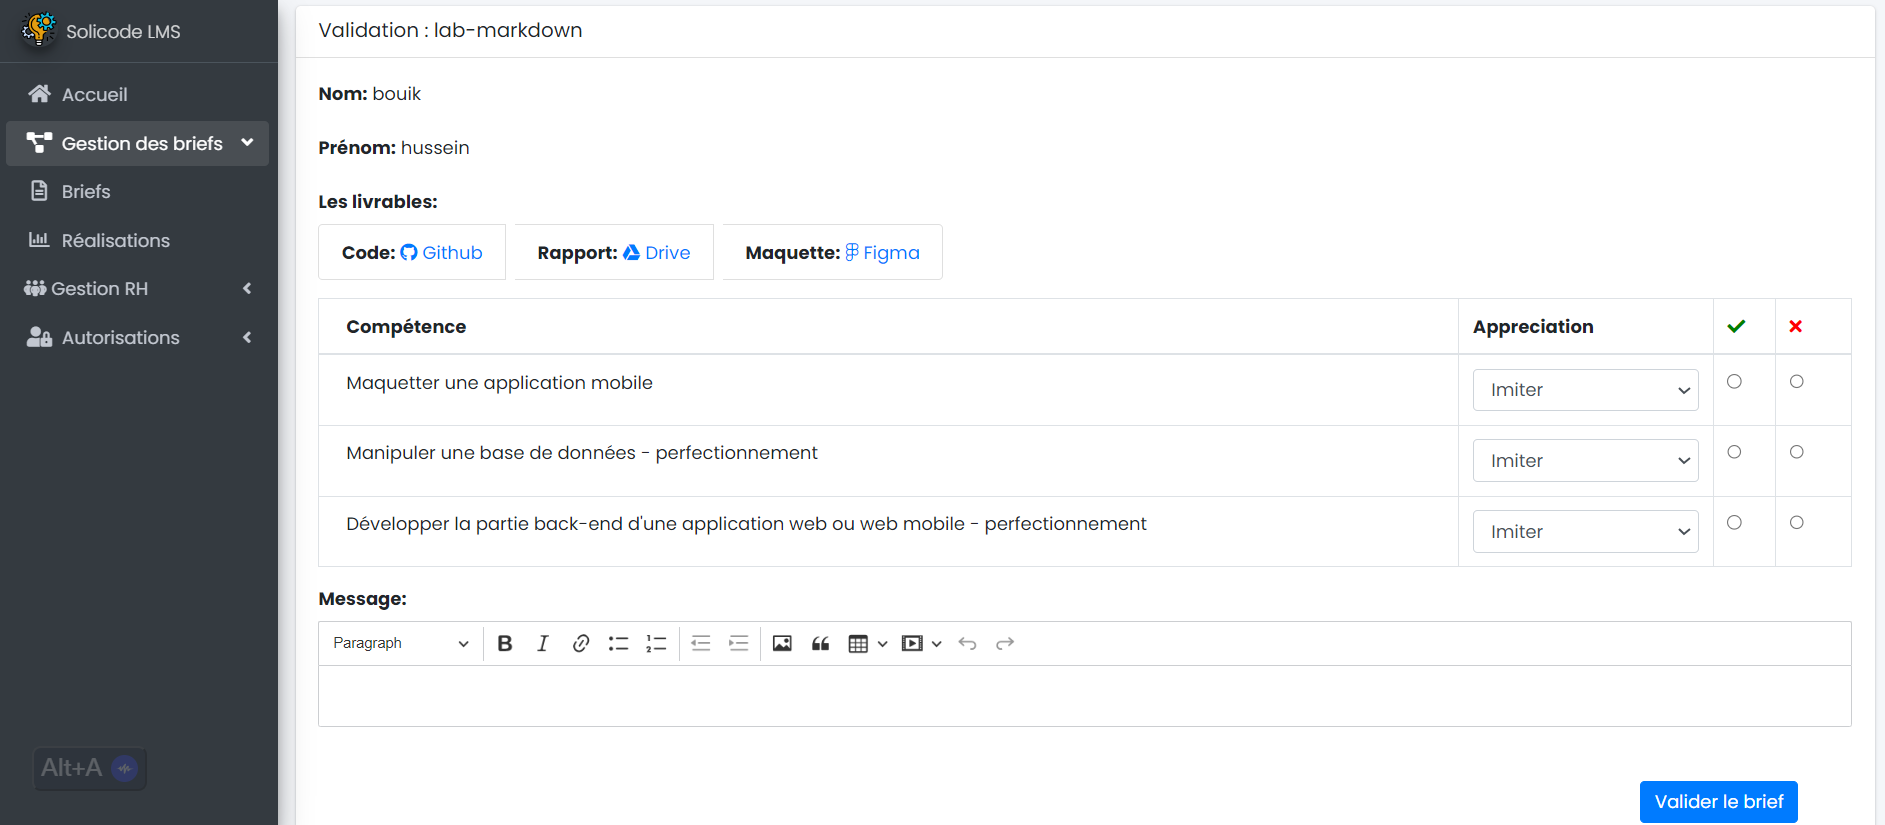 Solicode LMS
Accueil
Gestion des briefs
Briefs
Réalisations
Gestion RH
Autorisations
Alt+A
Validation : lab-markdown
Nom: bouik
Prénom: hussein
Les livrables:
Code: Github Rapport: Drive Maquette: Figma
Compétence Appreciation
Maquetter une application mobile Imiter
Manipuler une base de données - perfectionnement Imiter
Développer la partie back-end d'une application web ou web mobile - perfectionnement Imiter
Message:
Paragraph
Valider le brief